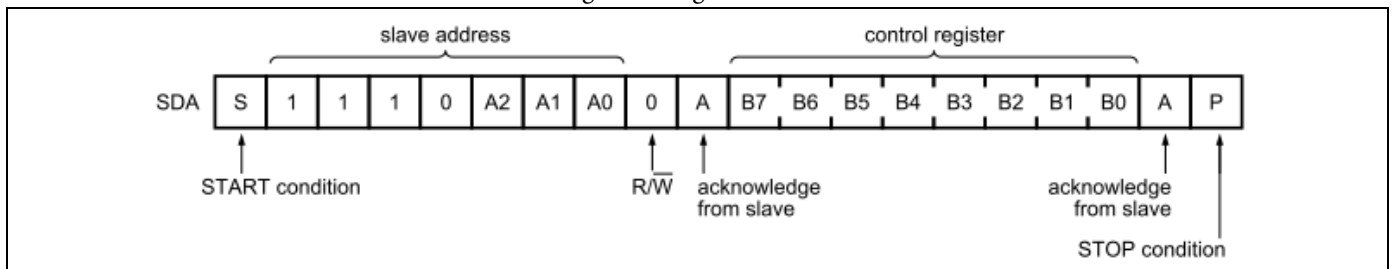 slave address control register
SDA S 1 1 1 0 A2 A1 A0 0 A B7 B6 B5 B4 B3 B2 B1 B0 A P
START condition R/W̅ acknowledge acknowledge
from slave from slave
STOP condition